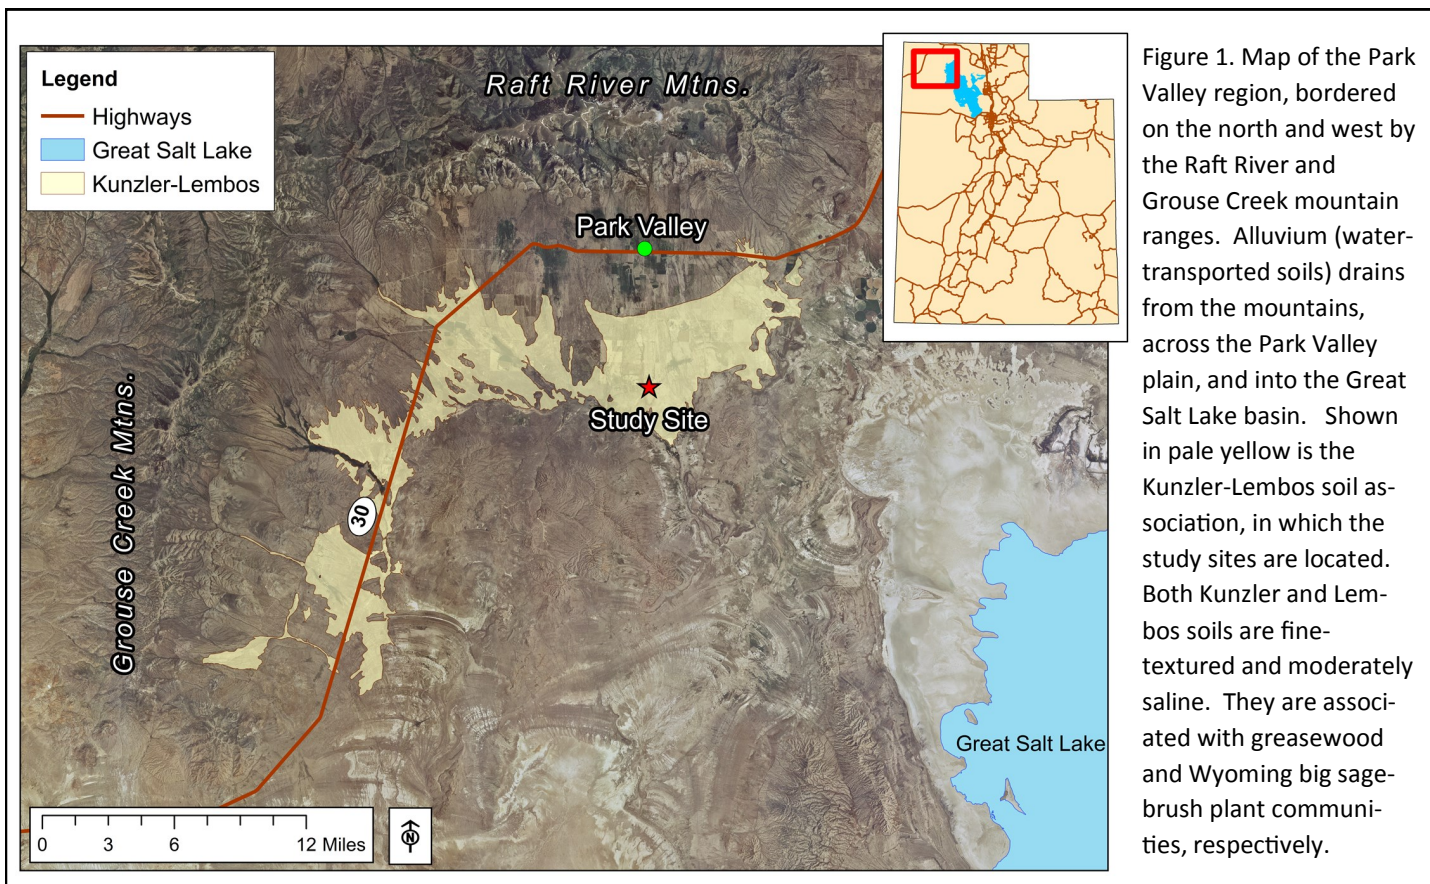 Legend
Highways
Great Salt Lake
Kunzler-Lembos
Raft River Mtns.
Park Valley
Study Site
Grouse Creek Mtns.
30
Great Salt Lake
0 3 6 12 Miles
N
Figure 1. Map of the Park
Valley region, bordered
on the north and west by
the Raft River and
Grouse Creek mountain
ranges.  Alluvium (water-
transported soils) drains
from the mountains,
across the Park Valley
plain, and into the Great
Salt Lake basin.   Shown
in pale yellow is the
Kunzler-Lembos soil as-
sociation, in which the
study sites are located.
Both Kunzler and Lem-
bos soils are fine-
textured and moderately
saline.  They are associ-
ated with greasewood
and Wyoming big sage-
brush plant communi-
ties, respectively.